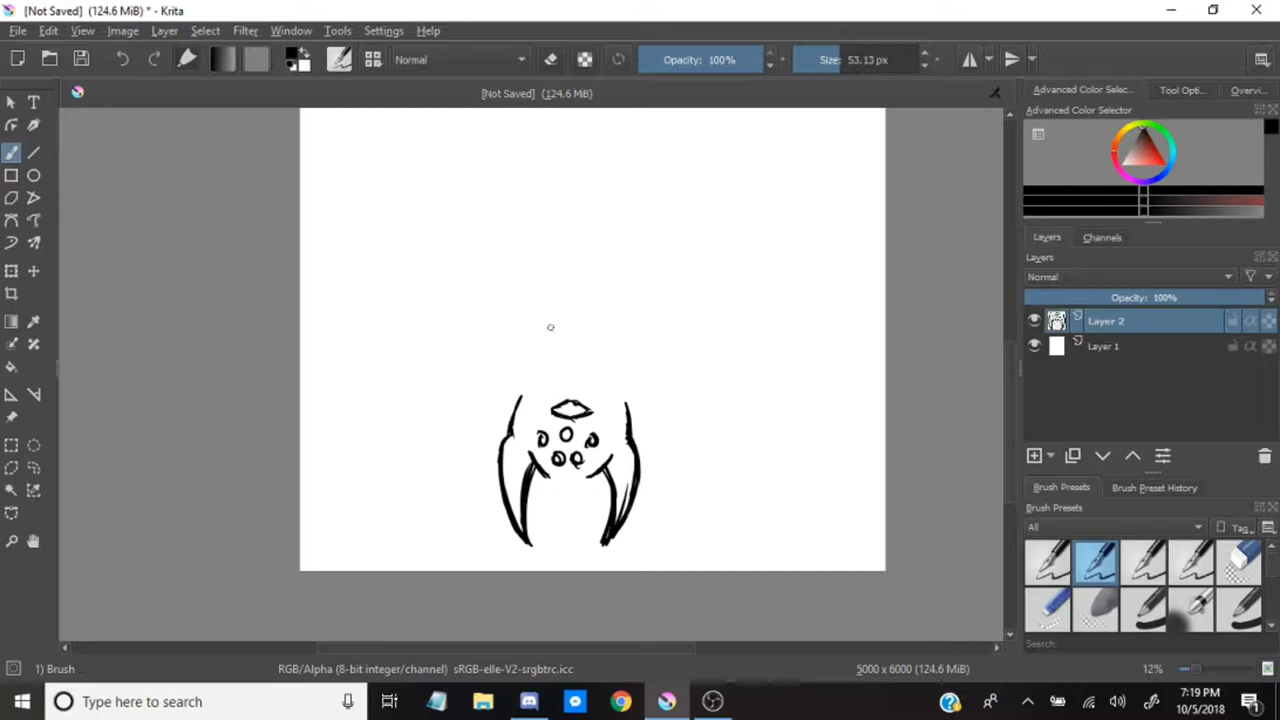 [Not Saved] (124.6 MiB) * - Krita
File Edit View Image Layer Select Filter Tools Window Settings Help
Normal
Opacity: 100%
Size: 53.13 px
[Not Saved] (124.6 MiB)
Advanced Color Selec...
Tool Opti...
Overvi...
Advanced Color Selector
Layers
Channels
Layers
Normal
Opacity: 100%
Layer 2
Layer 1
Brush Presets
Brush Preset History
Brush Presets
All
Tag
Search
1) Brush
RGB/Alpha (8-bit integer/channel) sRGB-elle-V2-srgbtrc.icc
5000 x 6000 (124.6 MiB)
12%
Type here to search
7:19 PM
10/5/2018